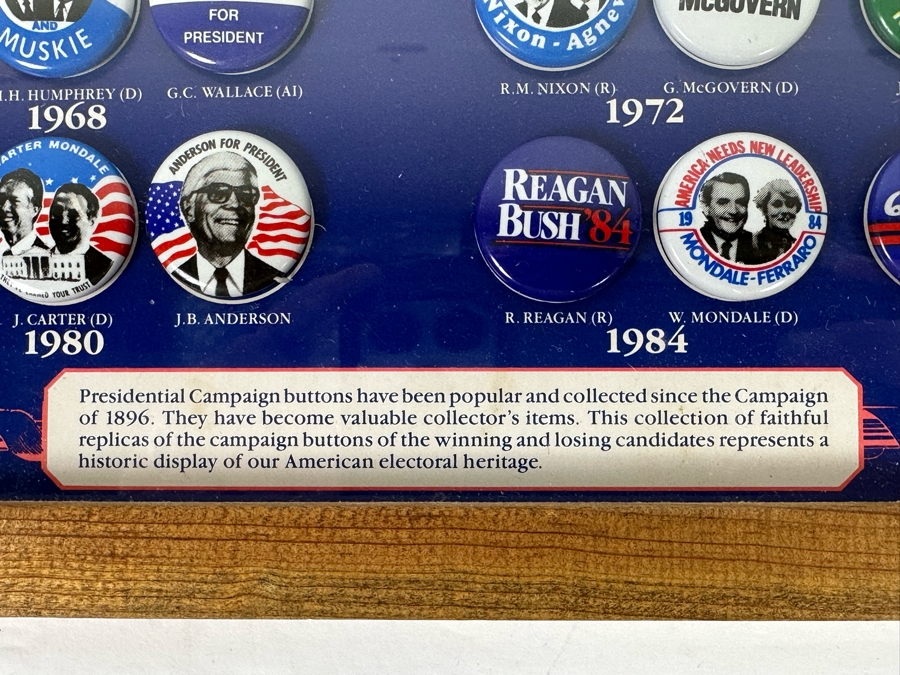 AND
MUSKIE
FOR
PRESIDENT
Nixon - Agnew
McGOVERN
.H. HUMPHREY (D)
G.C. WALLACE (AI)
R.M. NIXON (R)
G. McGOVERN (D)
1968
1972
ARTER MONDALE
YOUR TRUST
ANDERSON FOR PRESIDENT
REAGAN
BUSH '84
AMERICA NEEDS NEW LEADERSHIP
19 84
MONDALE-FERRARO
J. CARTER (D)
J.B. ANDERSON
R. REAGAN (R)
W. MONDALE (D)
1980
1984
Presidential Campaign buttons have been popular and collected since the Campaign
of 1896. They have become valuable collector's items. This collection of faithful
replicas of the campaign buttons of the winning and losing candidates represents a
historic display of our American electoral heritage.